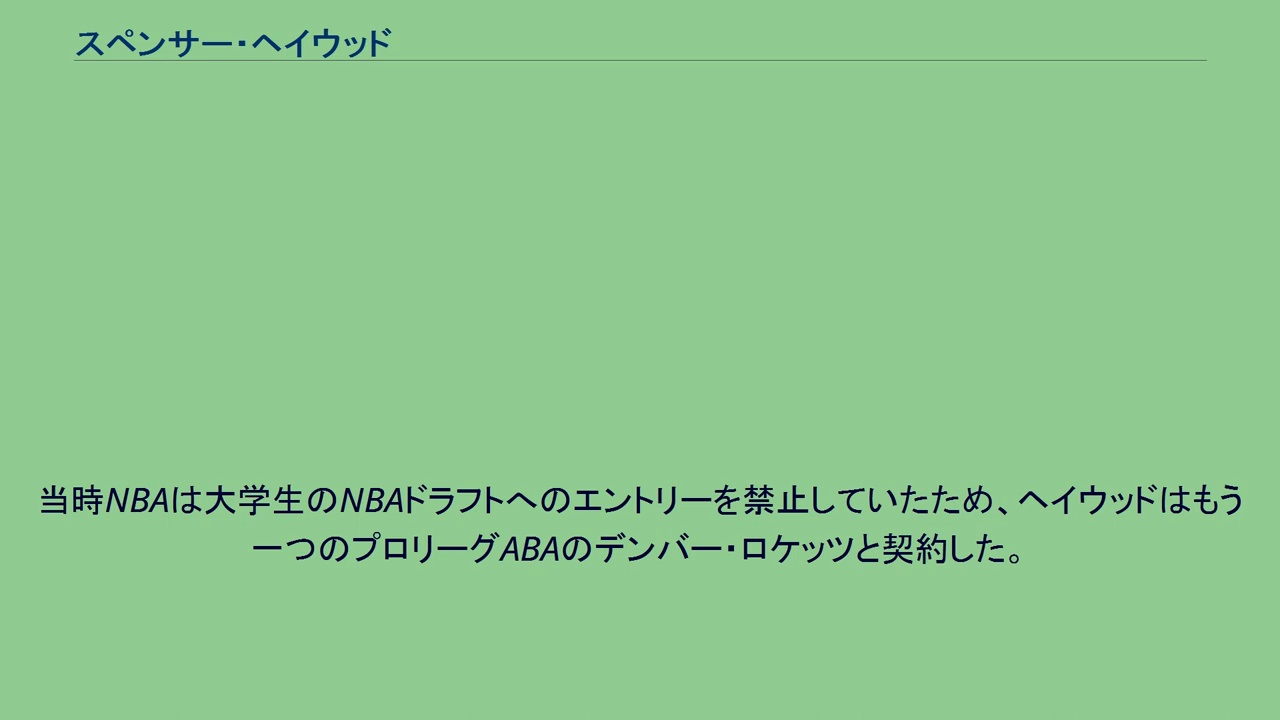 スペンサー・ヘイウッド
当時NBAは大学生のNBAドラフトへのエントリーを禁止していたため、ヘイウッドはもう
一つのプロリーグABAのデンバー・ロケッツと契約した。